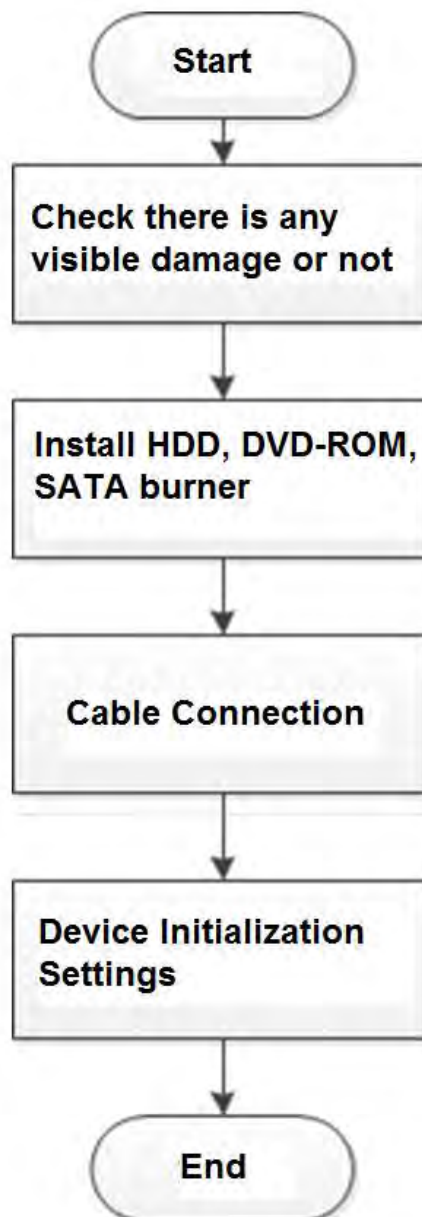 Start
Check there is any
visible damage or not
Install HDD, DVD-ROM,
SATA burner
Cable Connection
Device Initialization
Settings
End